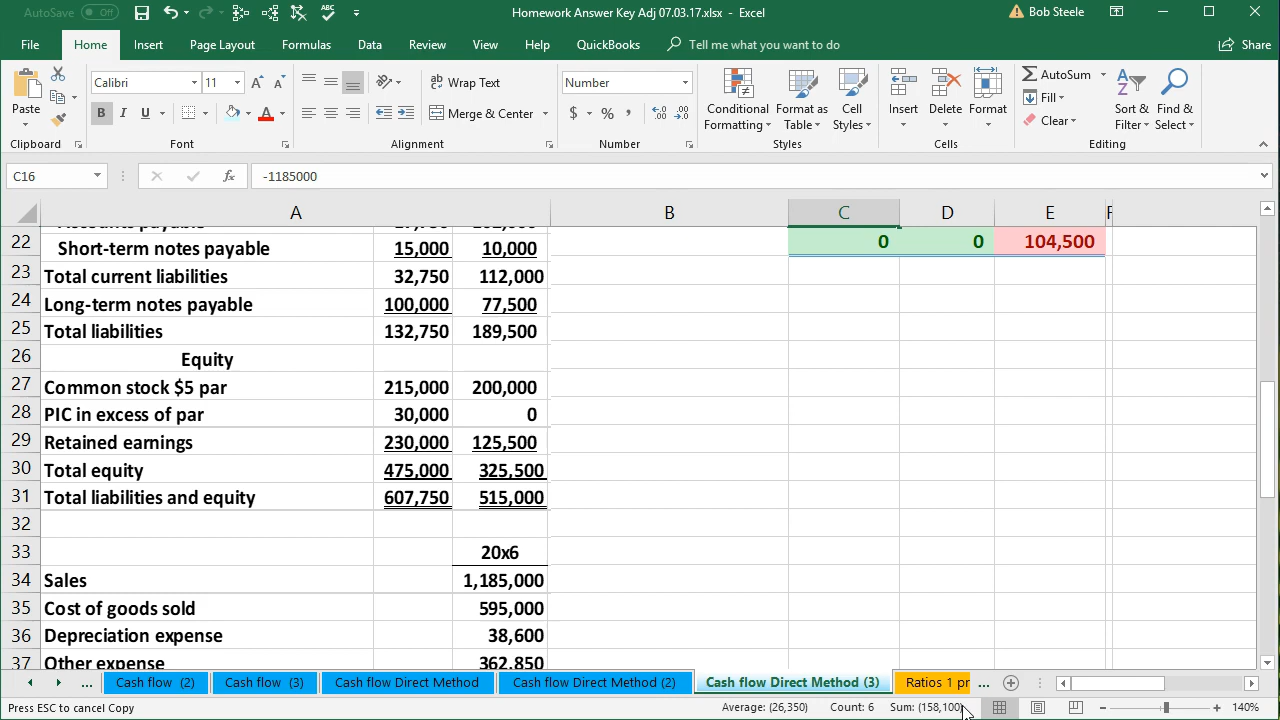 AutoSave Off
Homework Answer Key Adj 07.03.17.xlsx - Excel
Bob Steele
File Home Insert Page Layout Formulas Data Review View Help QuickBooks Tell me what you want to do Share
Paste
Calibri 11
B I U A
Wrap Text
Merge & Center
Number
$ % ,
Conditional Formatting
Format as Table
Cell Styles
Insert Delete Format
AutoSum
Fill
Clear
Sort & Filter
Find & Select
Clipboard Font Alignment Number Styles Cells Editing
C16 fx -1185000
A B C D E F
22 Short-term notes payable 15,000 10,000 0 0 104,500
23 Total current liabilities 32,750 112,000
24 Long-term notes payable 100,000 77,500
25 Total liabilities 132,750 189,500
26 Equity
27 Common stock $5 par 215,000 200,000
28 PIC in excess of par 30,000 0
29 Retained earnings 230,000 125,500
30 Total equity 475,000 325,500
31 Total liabilities and equity 607,750 515,000
32
33 20x6
34 Sales 1,185,000
35 Cost of goods sold 595,000
36 Depreciation expense 38,600
37 Other expense 362,850
... Cash flow (2) Cash flow (3) Cash flow Direct Method Cash flow Direct Method (2) Cash flow Direct Method (3) Ratios 1 pr ...
Press ESC to cancel Copy Average: (26,350) Count: 6 Sum: (158,100) 140%